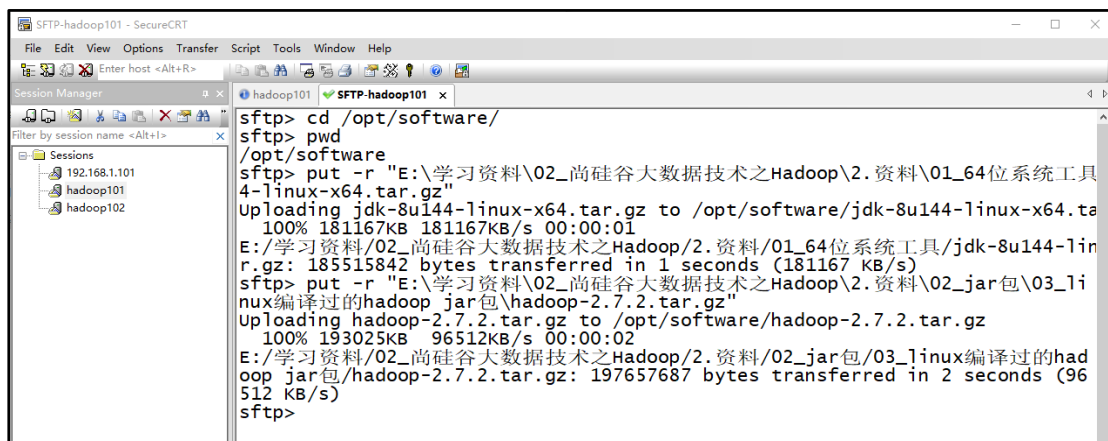 SFTP-hadoop101 - SecureCRT
File Edit View Options Transfer Script Tools Window Help
Enter host <Alt+R>
Session Manager
hadoop101
SFTP-hadoop101
Filter by session name <Alt+I>
Sessions
192.168.1.101
hadoop101
hadoop102
sftp> cd /opt/software/
sftp> pwd
/opt/software
sftp> put -r "E:\学习资料\02_尚硅谷大数据技术之Hadoop\2.资料\01_64位系统工具
4-linux-x64.tar.gz"
Uploading jdk-8u144-linux-x64.tar.gz to /opt/software/jdk-8u144-linux-x64.ta
100% 181167KB 181167KB/s 00:00:01
E:/学习资料/02_尚硅谷大数据技术之Hadoop/2.资料/01_64位系统工具/jdk-8u144-lin
r.gz: 185515842 bytes transferred in 1 seconds (181167 KB/s)
sftp> put -r "E:\学习资料\02_尚硅谷大数据技术之Hadoop\2.资料\02_jar包\03_li
nux编译过的hadoop jar包\hadoop-2.7.2.tar.gz"
Uploading hadoop-2.7.2.tar.gz to /opt/software/hadoop-2.7.2.tar.gz
100% 193025KB 96512KB/s 00:00:02
E:/学习资料/02_尚硅谷大数据技术之Hadoop/2.资料/02_jar包/03_linux编译过的had
oop jar包/hadoop-2.7.2.tar.gz: 197657687 bytes transferred in 2 seconds (96
512 KB/s)
sftp>